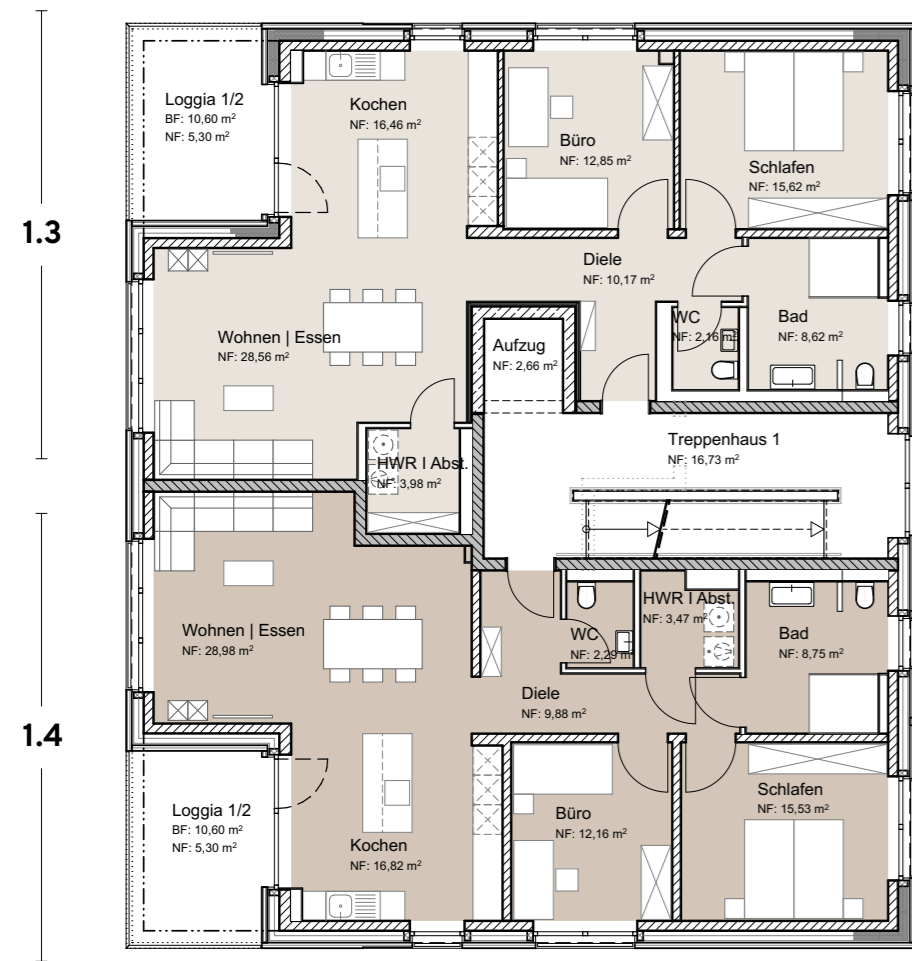 1.3
Loggia 1/2
BF: 10,60 m²
NF: 5,30 m²
Kochen
NF: 16,46 m²
Büro
NF: 12,85 m²
Schlafen
NF: 15,62 m²
Diele
NF: 10,17 m²
Wohnen | Essen
NF: 28,56 m²
Aufzug
NF: 2,66 m²
WC
NF: 2,16 m²
Bad
NF: 8,62 m²
HWR I Abst.
NF: 3,98 m²
Treppenhaus 1
NF: 16,73 m²
1.4
Wohnen | Essen
NF: 28,98 m²
WC
NF: 2,29 m²
HWR I Abst.
NF: 3,47 m²
Bad
NF: 8,75 m²
Diele
NF: 9,88 m²
Loggia 1/2
BF: 10,60 m²
NF: 5,30 m²
Kochen
NF: 16,82 m²
Büro
NF: 12,16 m²
Schlafen
NF: 15,53 m²